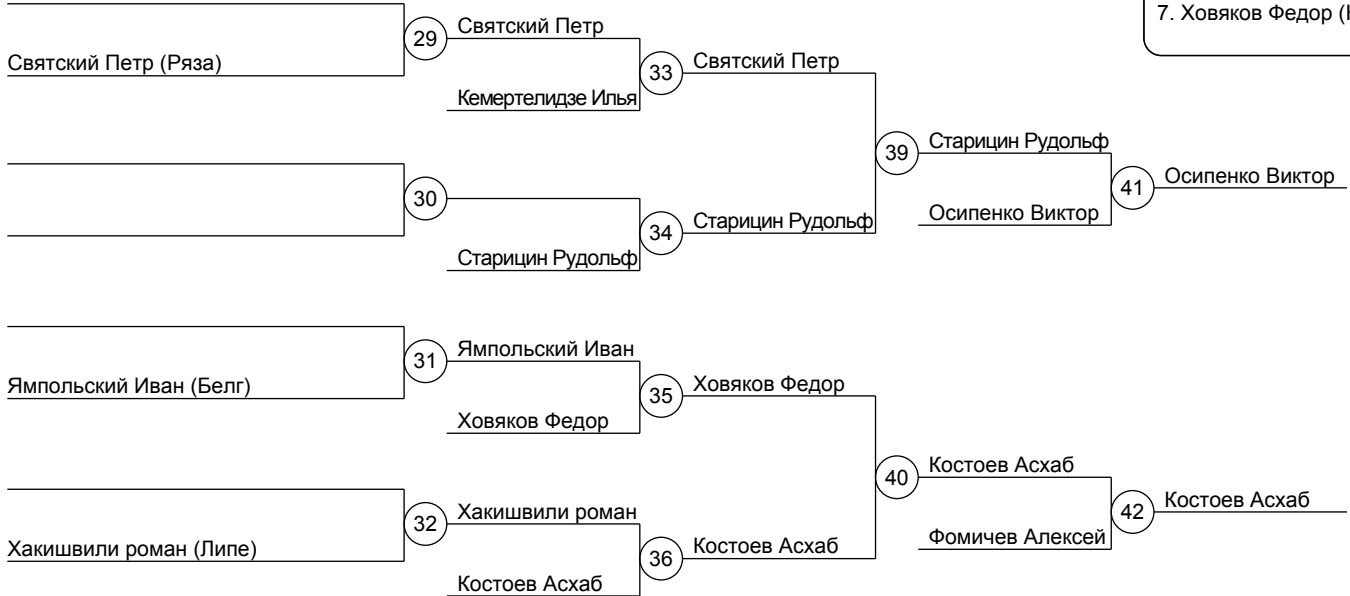 7. Ховяков Федор (
29
Святский Петр
Святский Петр (Ряза)
33
Святский Петр
Кемертелидзе Илья
39
Старицин Рудольф
41
Осипенко Виктор
30
34
Старицин Рудольф
Осипенко Виктор
Старицин Рудольф
31
Ямпольский Иван
Ямпольский Иван (Белг)
35
Ховяков Федор
Ховяков Федор
40
Костоев Асхаб
42
Костоев Асхаб
32
Хакишвили роман
Хакишвили роман (Липе)
36
Костоев Асхаб
Фомичев Алексей
Костоев Асхаб